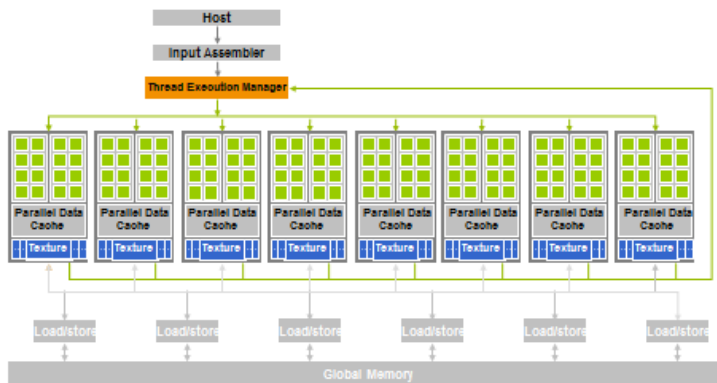 Host
Input Assembler
Thread Execution Manager
Parallel Data
Cache
Parallel Data
Cache
Parallel Data
Cache
Parallel Data
Cache
Parallel Data
Cache
Parallel Data
Cache
Parallel Data
Cache
Parallel Data
Cache
Texture
Texture
Texture
Texture
Texture
Texture
Texture
Texture
Load/store
Load/store
Load/store
Load/store
Load/store
Load/store
Global Memory